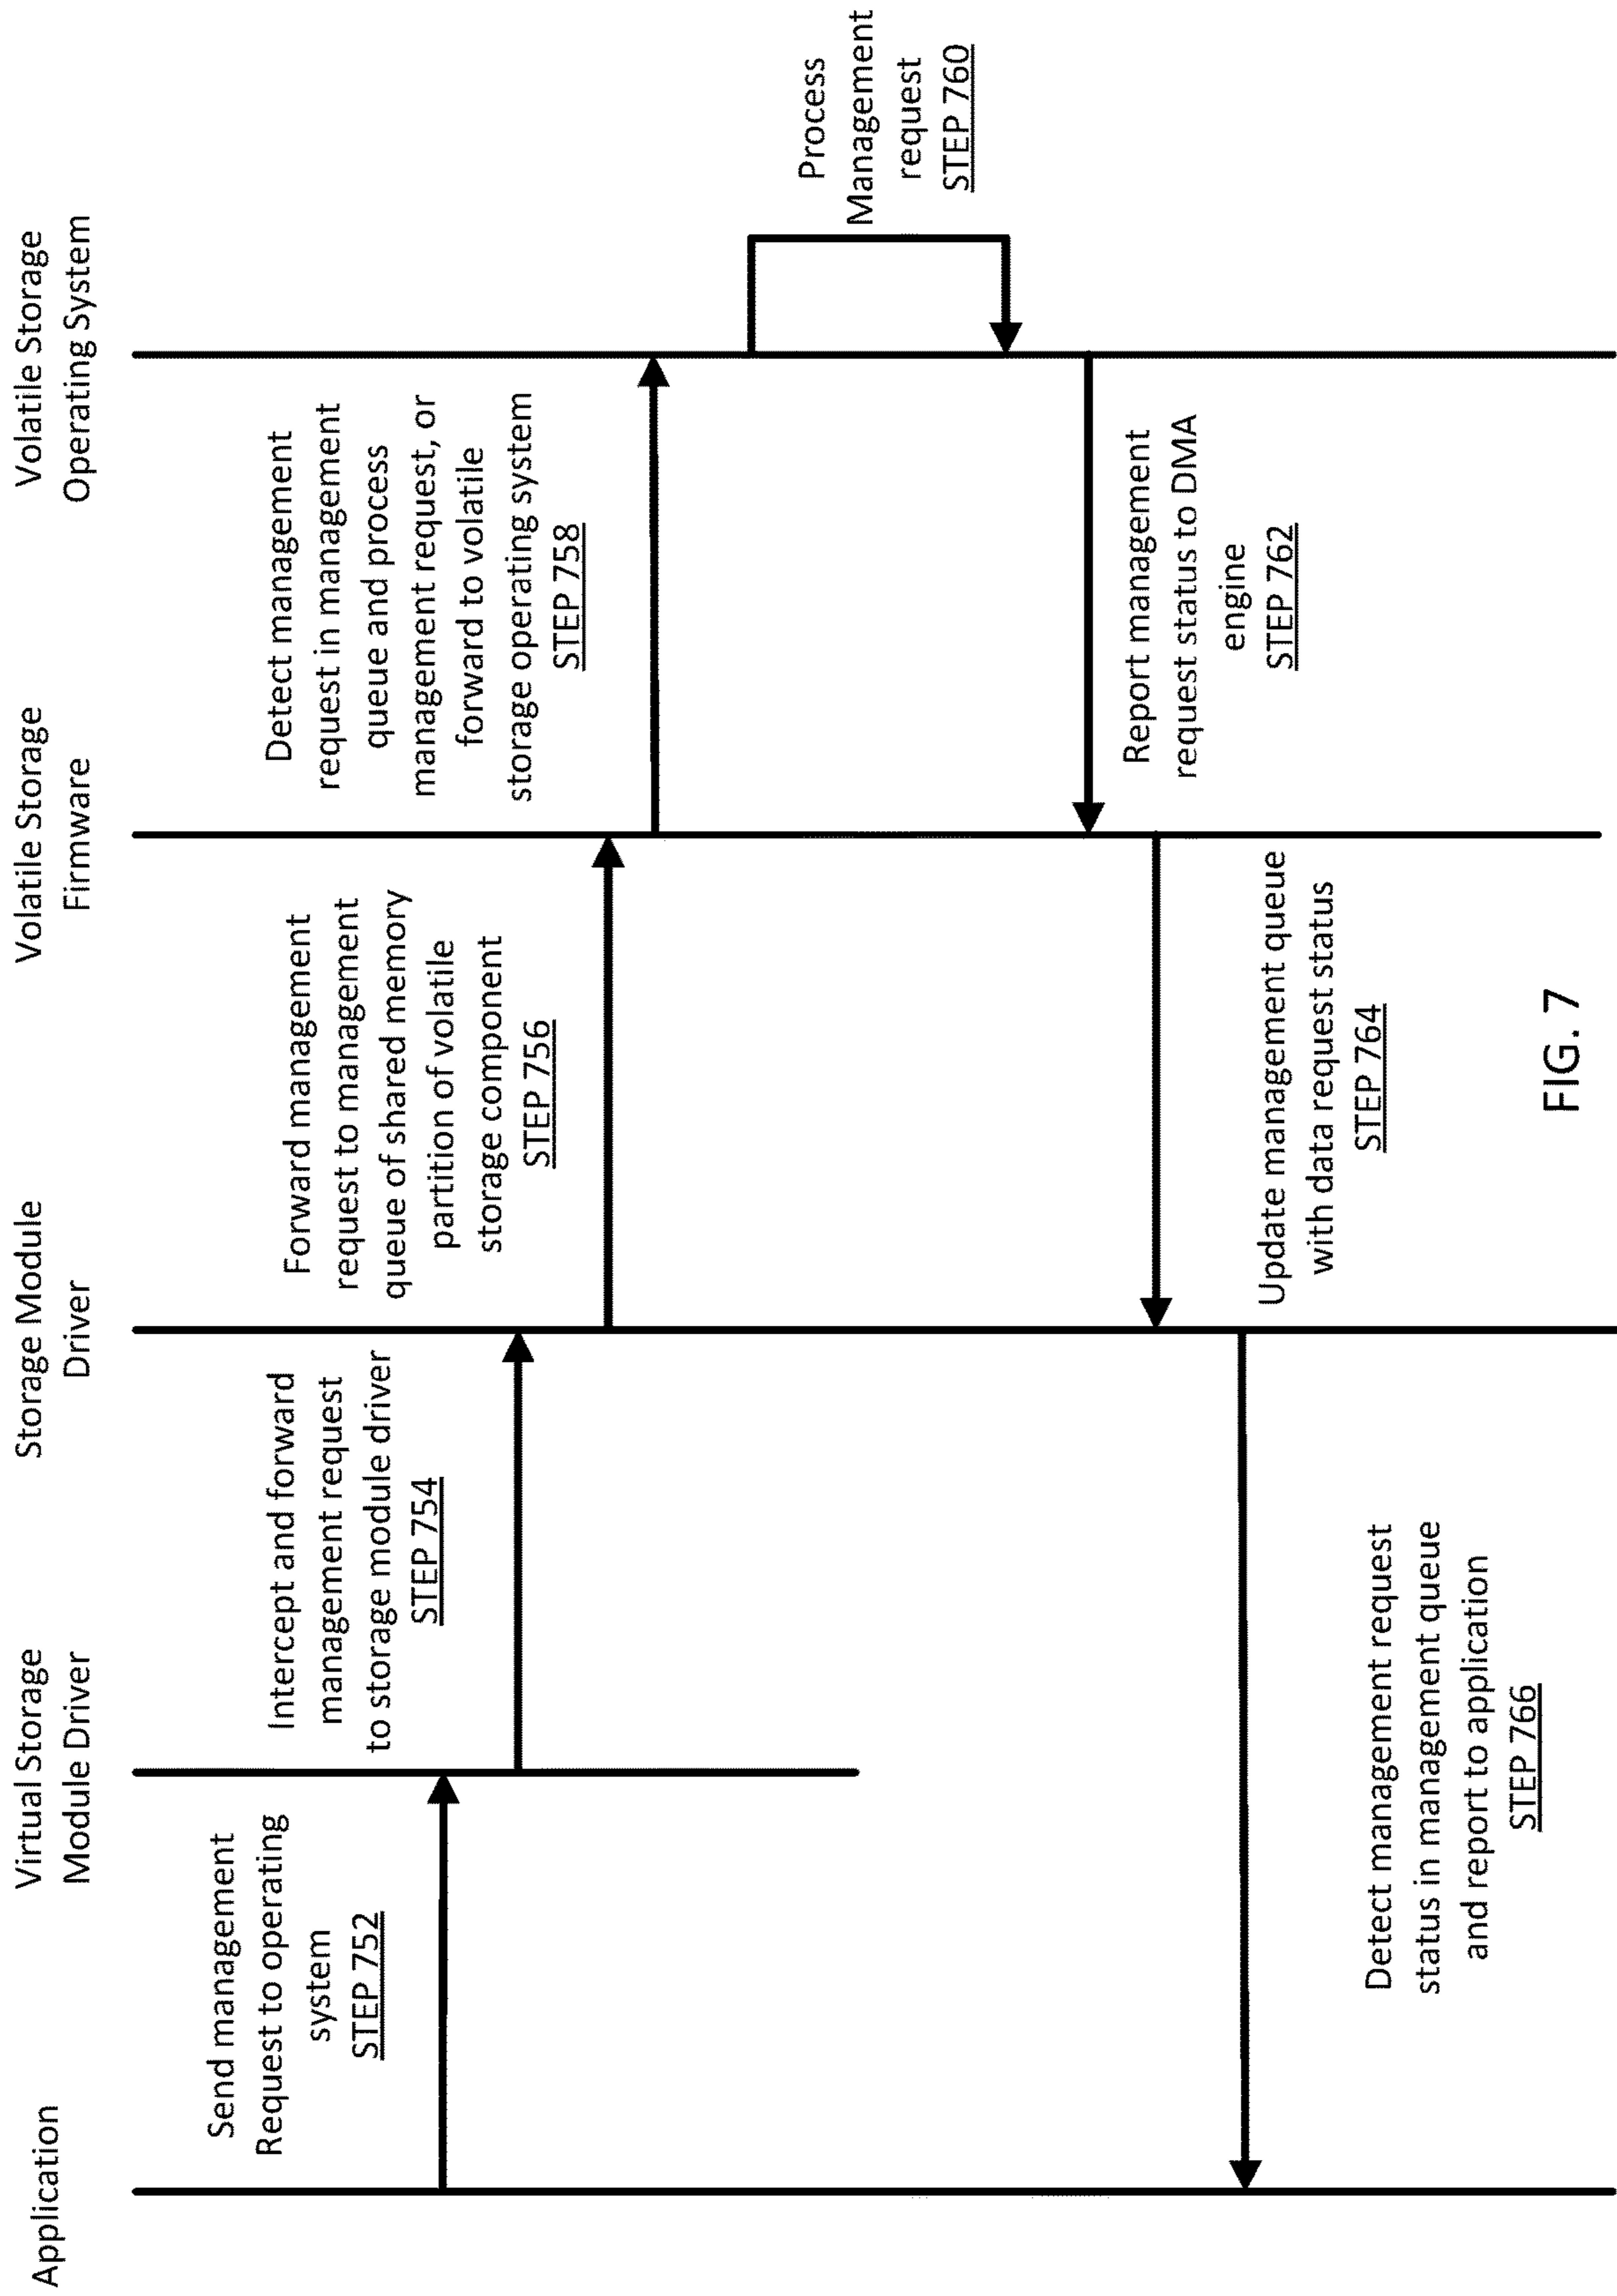 Application
Virtual Storage
Module Driver
Storage Module
Driver
Volatile Storage
Firmware
Volatile Storage
Operating System
Send management
Request to operating
system
STEP 752
Intercept and forward
management request
to storage module driver
STEP 754
Forward management
request to management
queue of shared memory
partition of volatile
storage component
STEP 756
Detect management
request in management
queue and process
management request, or
forward to volatile
storage operating system
STEP 758
Process
Management
request
STEP 760
Report management
request status to DMA
engine
STEP 762
Update management queue
with data request status
STEP 764
Detect management request
status in management queue
and report to application
STEP 766
FIG. 7